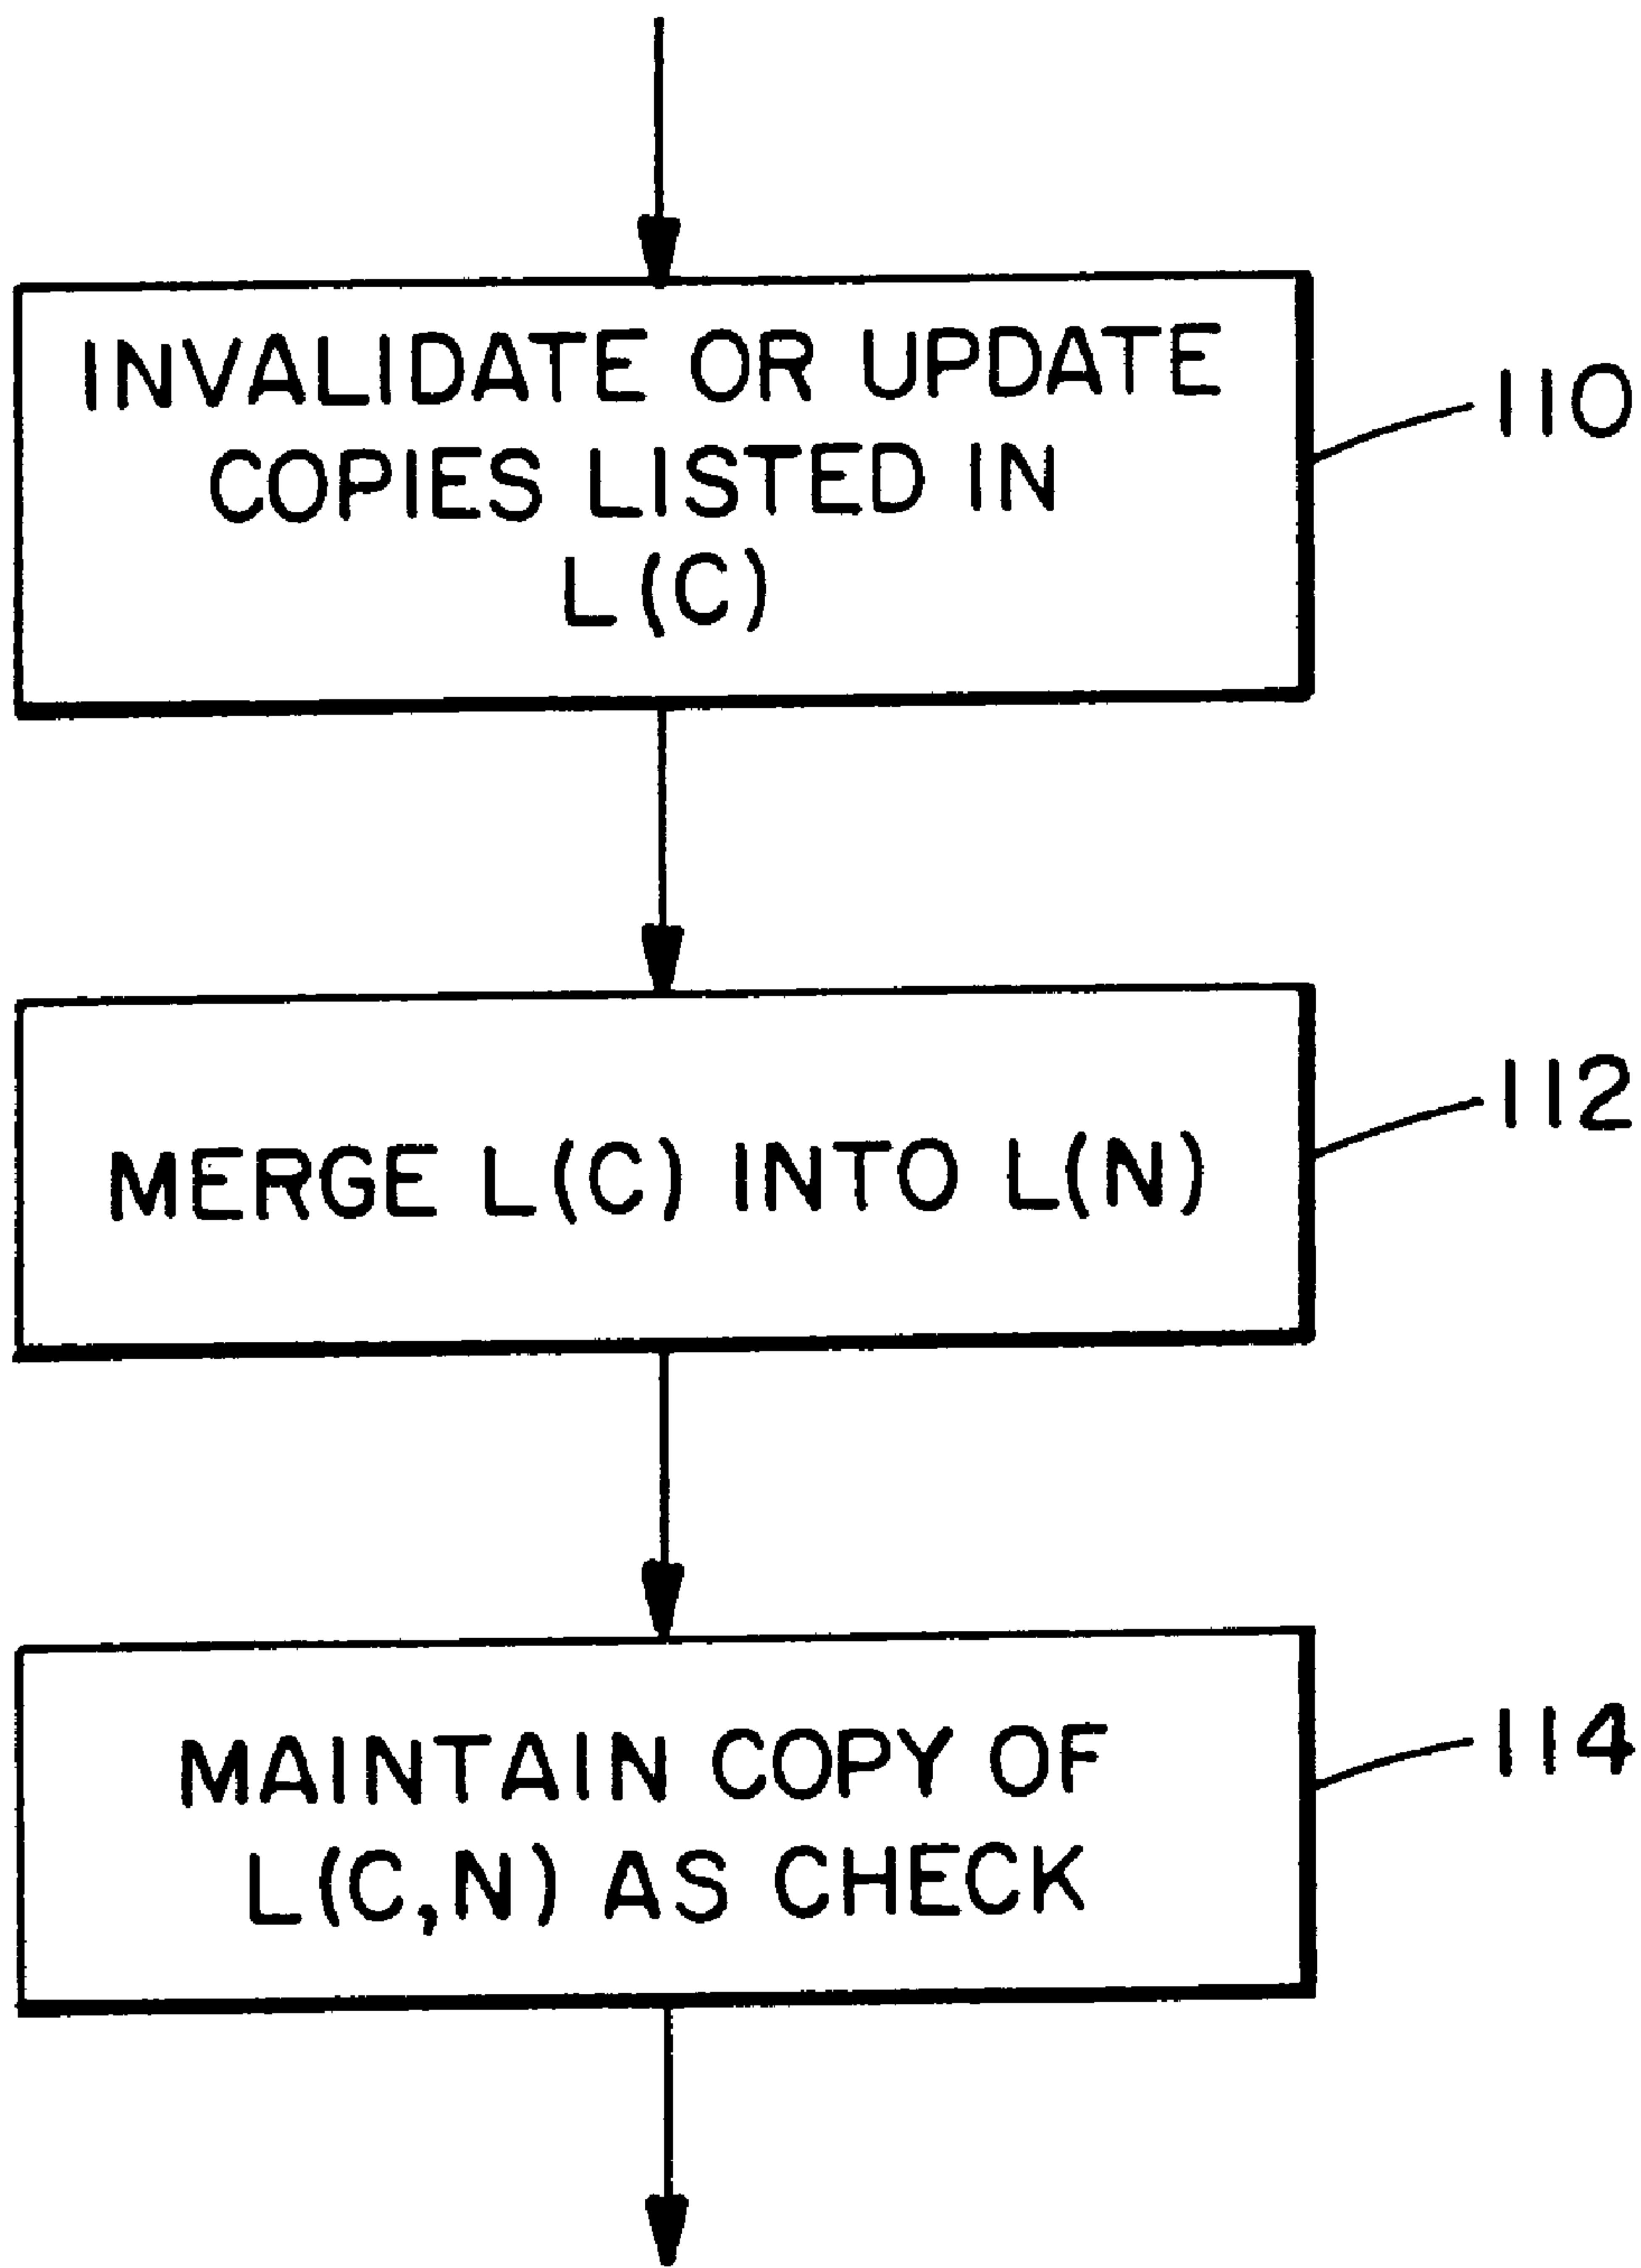 INVALIDATE OR UPDATE
COPIES LISTED IN
L(C)
110
MERGE L(C) INTO L(N)
112
MAINTAIN COPY OF
L(C,N) AS CHECK
114